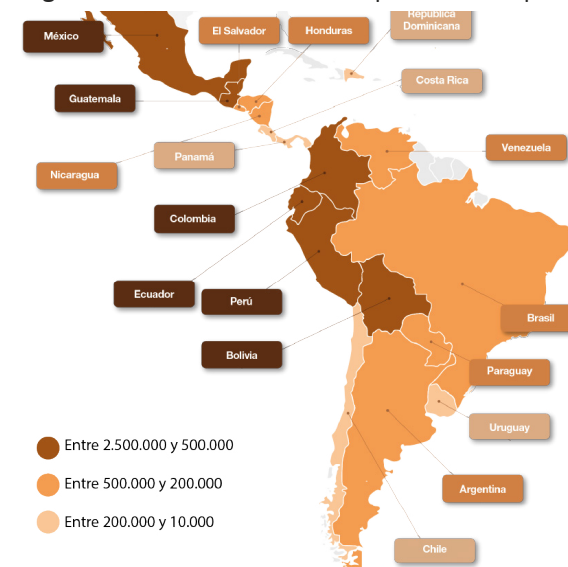 República
Dominicana
México
El Salvador
Honduras
Costa Rica
Guatemala
Venezuela
Panamá
Nicaragua
Colombia
Ecuador
Perú
Brasil
Bolivia
Paraguay
Uruguay
Entre 2.500.000 y 500.000
Entre 500.000 y 200.000
Argentina
Entre 200.000 y 10.000
Chile